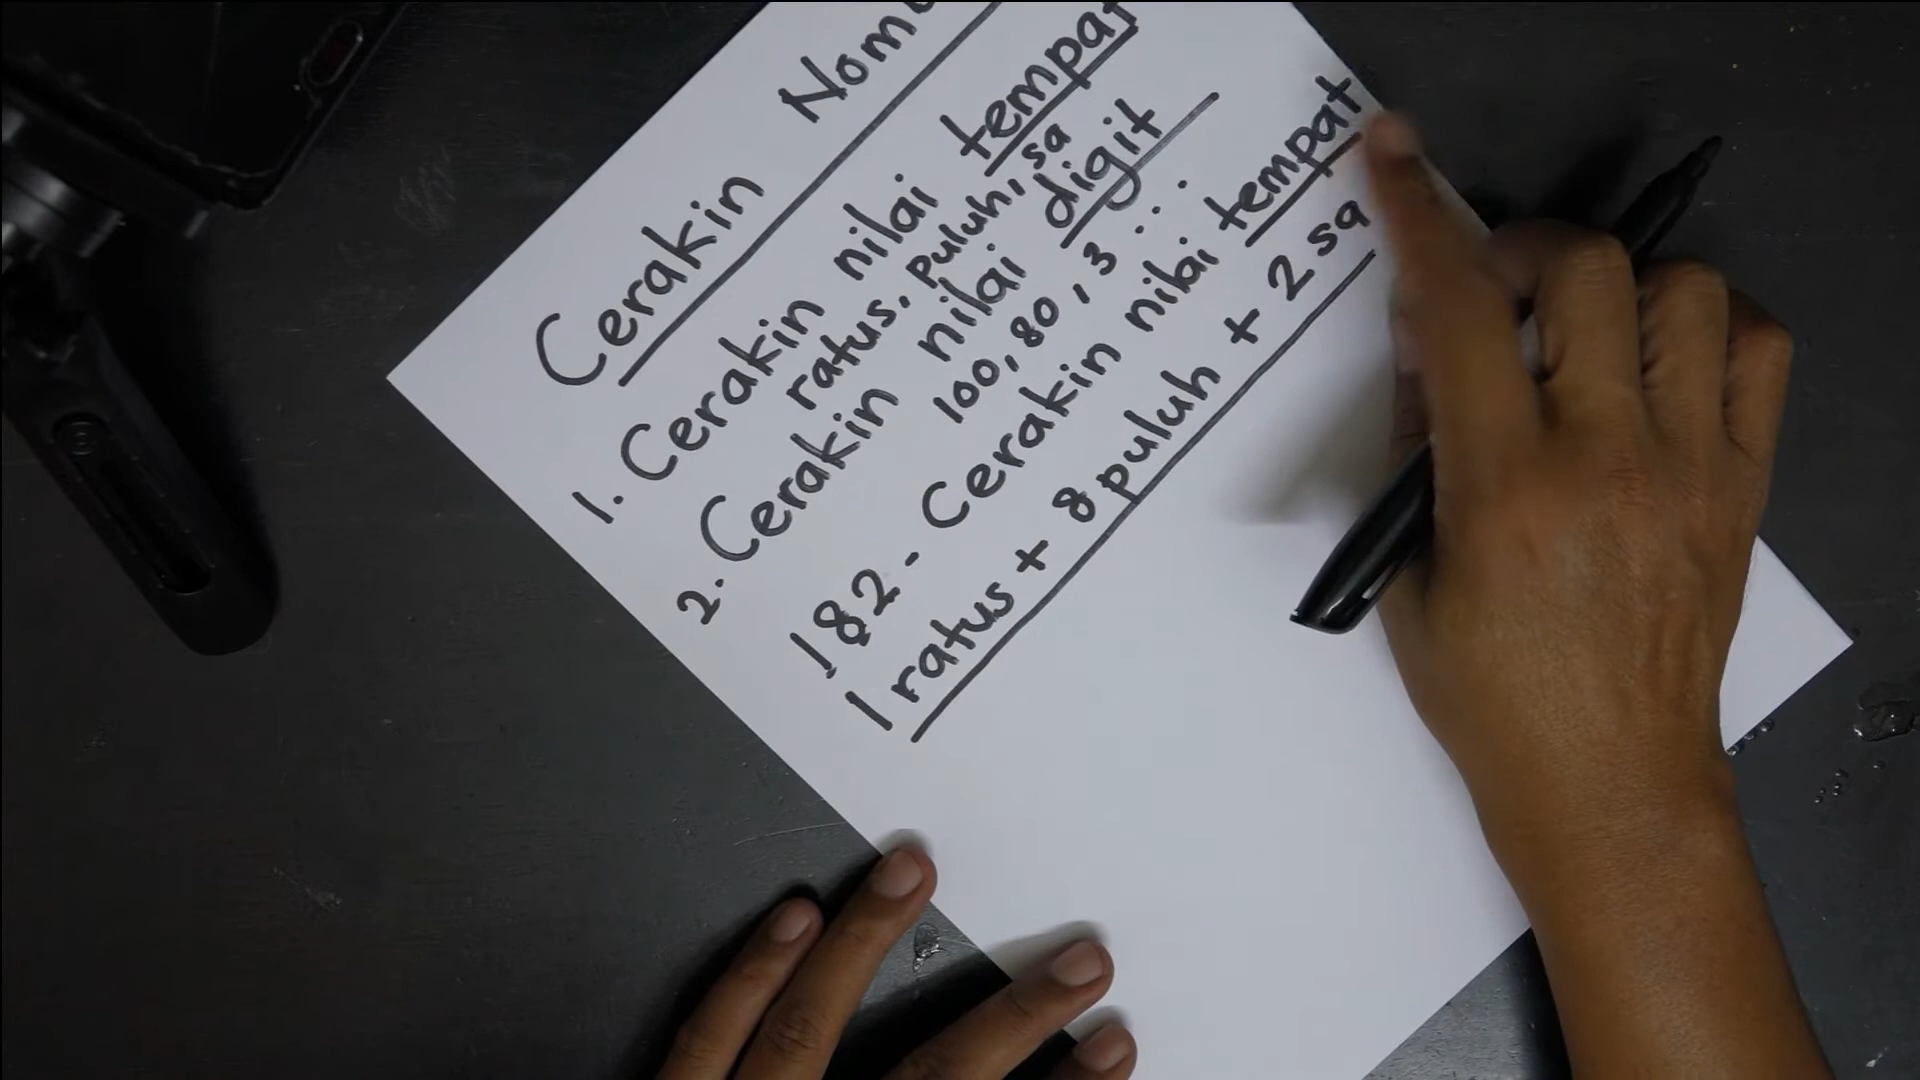 Cerakin
1. Cerakin nilai tempat
ratus, puluh, sa
2. Cerakin nilai digit
100, 80, 3 . . .
182 - Cerakin nilai tempat
1 ratus + 8 puluh + 2 sa